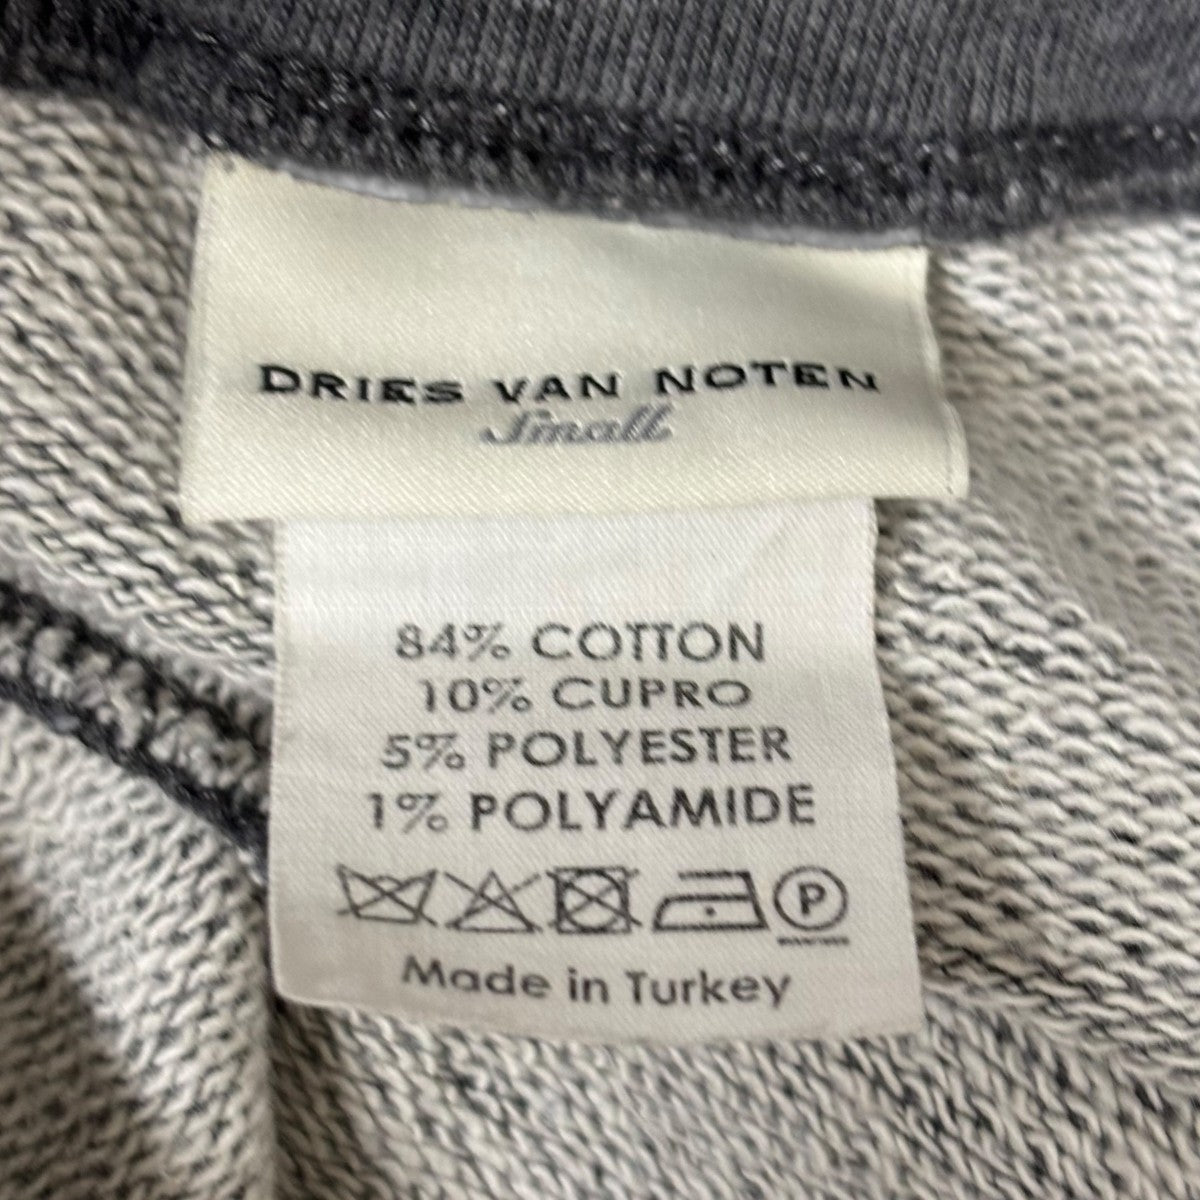 DRIES VAN NOTEN
Small
84% COTTON
10% CUPRO
5% POLYESTER
1% POLYAMIDE
P
Made in Turkey